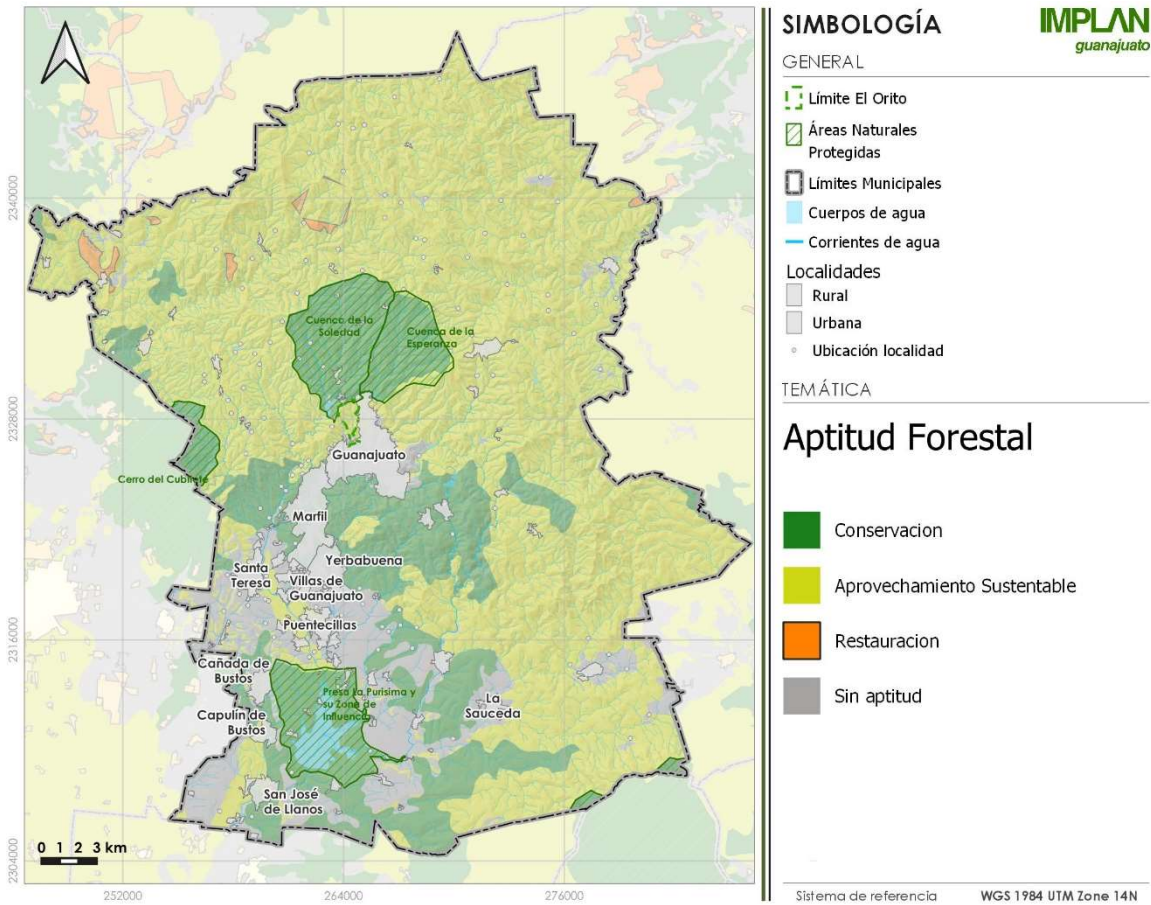 SIMBOLOGÍA
IMPLAN
guanajuato
GENERAL
Límite El Orito
Áreas Naturales
Protegidas
Límites Municipales
Cuerpos de agua
Corrientes de agua
Localidades
Rural
Urbana
Ubicación localidad
TEMÁTICA
Aptitud Forestal
Conservacion
Aprovechamiento Sustentable
Restauracion
Sin aptitud
Sistema de referencia
WGS 1984 UTM Zone 14N
2340000
2328000
2316000
2304000
252000
264000
276000
Cuenca de la
Soledad
Cuenca de la
Esperanza
Guanajuato
Cerro del Cubilete
Marfil
Yerbabuena
Santa
Teresa
Villas de
Guanajuato
Puentecillas
Cañada de
Bustos
Presa La Purísima y
su Zona de
Influencia
Capulín de
Bustos
La
Sauceda
San José
de Llanos
0 1 2 3 km